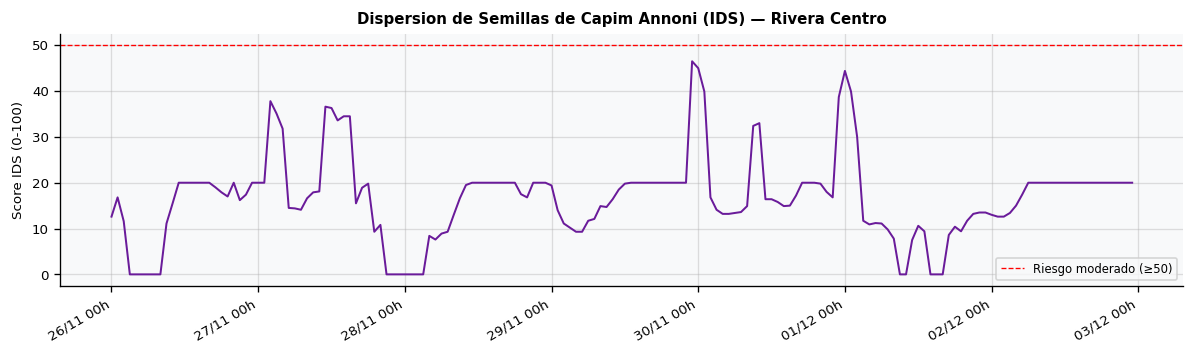 Dispersion de Semillas de Capim Annoni (IDS) — Rivera Centro
Score IDS (0-100)
50
40
30
20
10
0
Riesgo moderado (≥50)
26/11 00h
27/11 00h
28/11 00h
29/11 00h
30/11 00h
01/12 00h
02/12 00h
03/12 00h